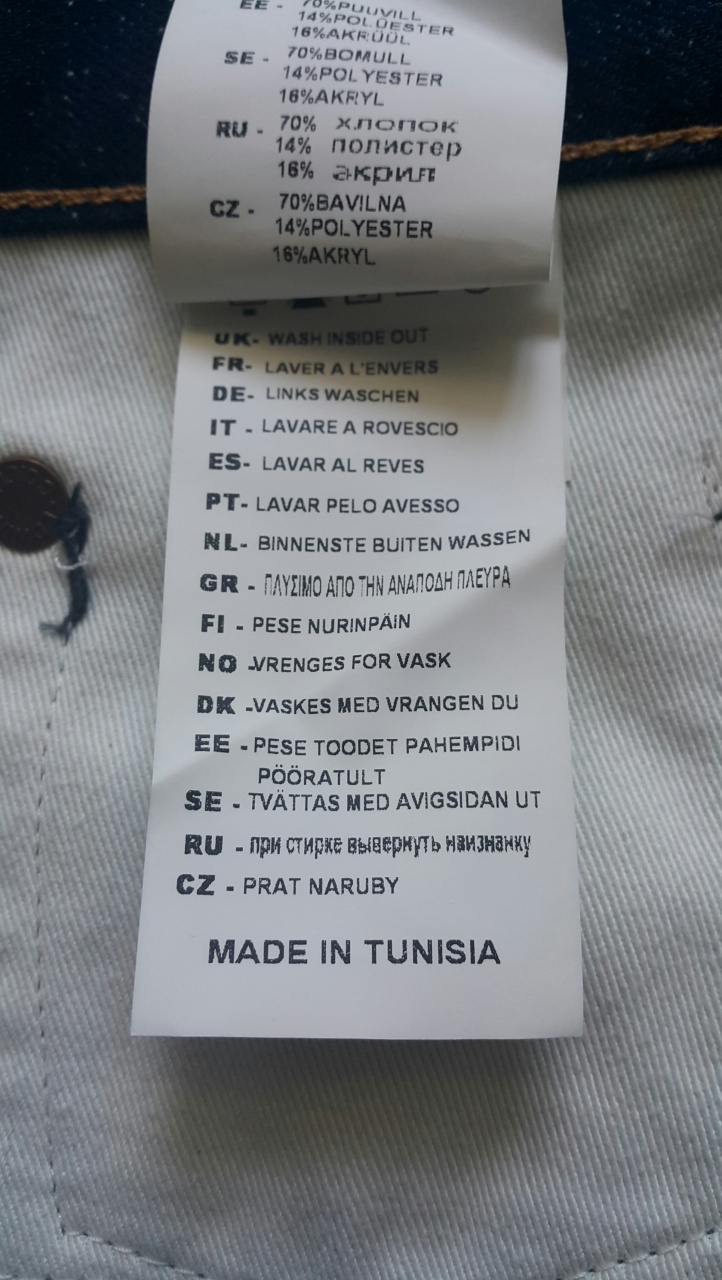 EE - 70%PUUVILL
14%POLÜESTER
16%AKRÜÜL
SE - 70%BOMULL
14%POLYESTER
16%AKRYL
RU - 70% хлопок
14% полистер
16% акрил
CZ - 70%BAVILNA
14%POLYESTER
16%AKRYL
UK- WASH INSIDE OUT
FR- LAVER A L'ENVERS
DE- LINKS WASCHEN
IT - LAVARE A ROVESCIO
ES- LAVAR AL REVES
PT- LAVAR PELO AVESSO
NL- BINNENSTE BUITEN WASSEN
GR - ΠΛΥΣΙΜΟ ΑΠΟ ΤΗΝ ΑΝΑΠΟΔΗ ΠΛΕΥΡΑ
FI - PESE NURINPÄIN
NO -VRENGES FOR VASK
DK -VASKES MED VRANGEN DU
EE - PESE TOODET PAHEMPIDI
PÖÖRATULT
SE - TVÄTTAS MED AVIGSIDAN UT
RU - при стирке вывернуть наизнанку
CZ - PRAT NARUBY
MADE IN TUNISIA